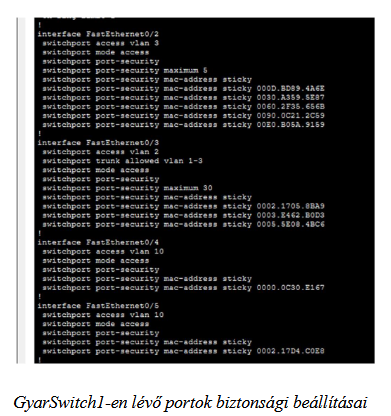 !
interface FastEthernet0/2
switchport access vlan 3
switchport mode access
switchport port-security
switchport port-security maximum 5
switchport port-security mac-address sticky
switchport port-security mac-address sticky 000D.BD89.4A6E
switchport port-security mac-address sticky 0030.A359.5E87
switchport port-security mac-address sticky 0060.2F35.656B
switchport port-security mac-address sticky 0090.0C21.2C59
switchport port-security mac-address sticky 00E0.B05A.9159
!
interface FastEthernet0/3
switchport access vlan 2
switchport trunk allowed vlan 1-3
switchport mode access
switchport port-security
switchport port-security maximum 30
switchport port-security mac-address sticky
switchport port-security mac-address sticky 0002.1705.8BA9
switchport port-security mac-address sticky 0003.E462.B0D3
switchport port-security mac-address sticky 0005.5E08.4BC6
!
interface FastEthernet0/4
switchport access vlan 10
switchport mode access
switchport port-security
switchport port-security mac-address sticky
switchport port-security mac-address sticky 0000.0C30.E167
!
interface FastEthernet0/5
switchport access vlan 10
switchport mode access
switchport port-security
switchport port-security mac-address sticky
switchport port-security mac-address sticky 0002.17D4.C0E8
!
GyarSwitch1-en lévő portok biztonsági beállításai